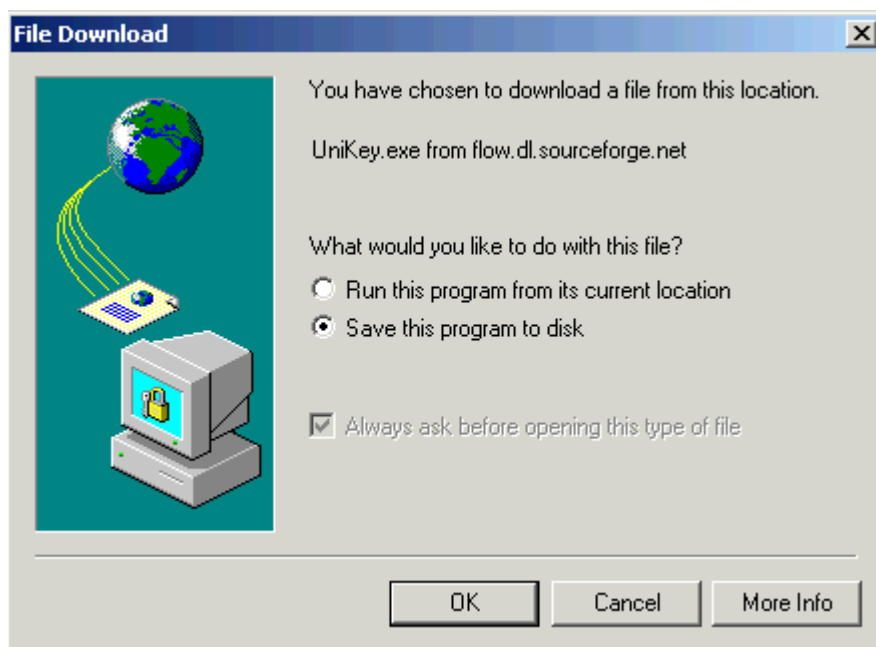 File Download
You have chosen to download a file from this location.
UniKey.exe from flow.dl.sourceforge.net
What would you like to do with this file?
Run this program from its current location
Save this program to disk
Always ask before opening this type of file
OK
Cancel
More Info